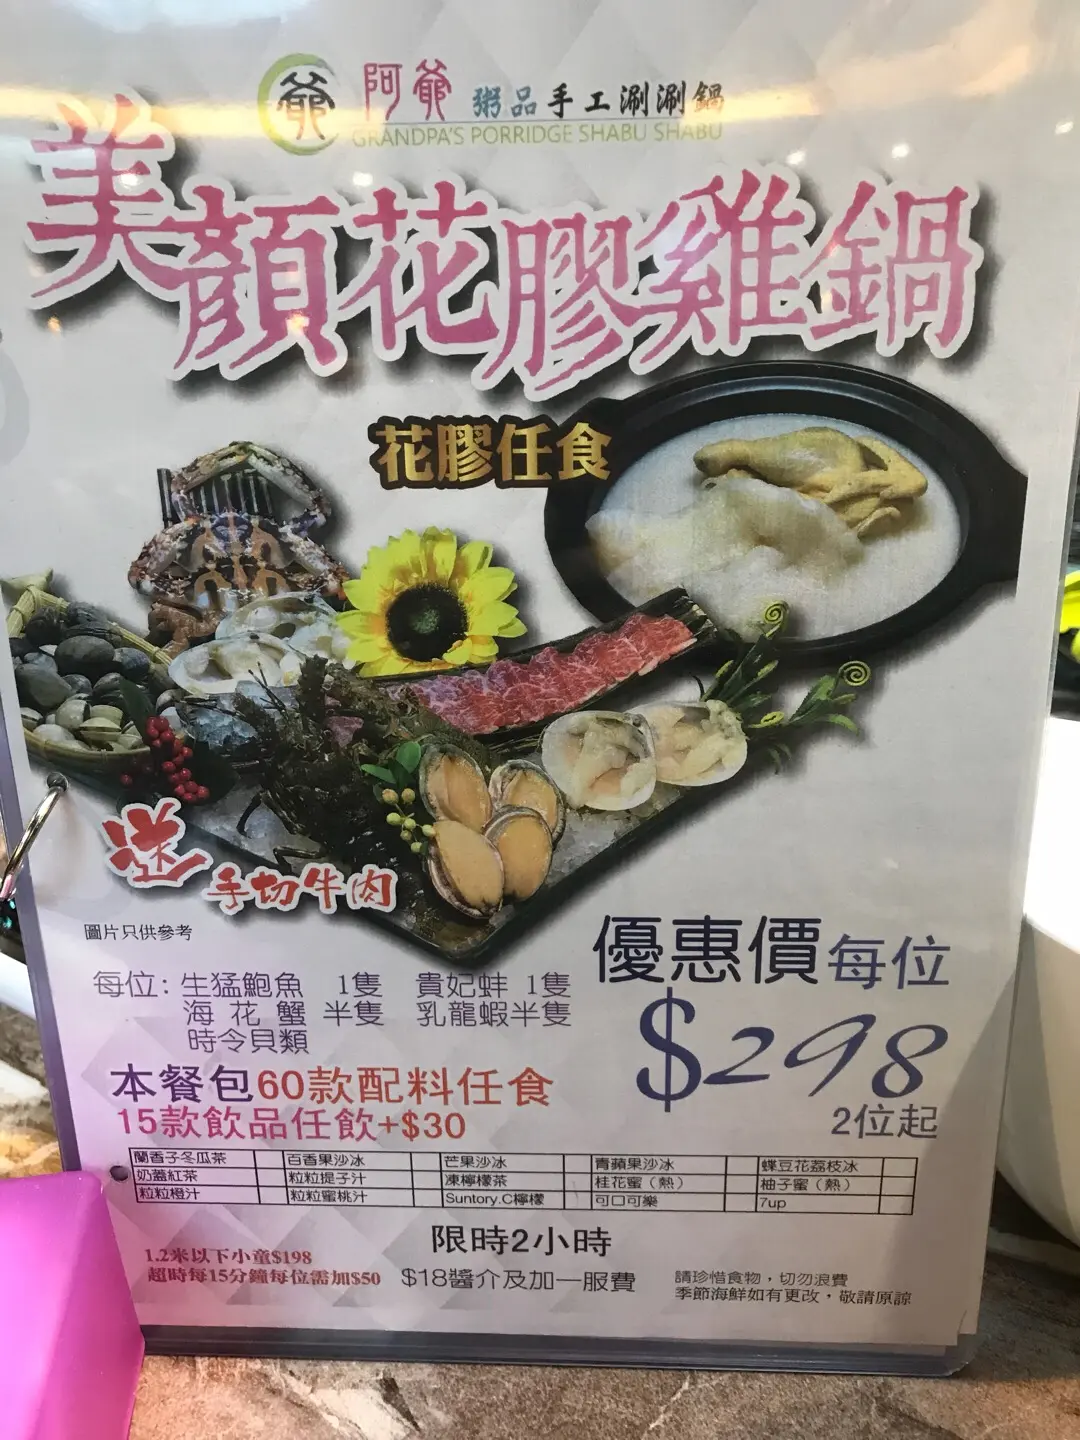 爺 阿爺 粥品手工涮涮鍋
GRANDPA'S PORRIDGE SHABU SHABU
美顏花膠雞鍋
花膠任食
送手切牛肉
圖片只供參考
每位: 生猛鮑魚 1隻 貴妃蚌 1隻
海花蟹 半隻 乳龍蝦半隻
時令貝類
優惠價每位
$298
2位起
本餐包60款配料任食
15款飲品任飲+$30
蘭香子冬瓜茶 百香果沙冰 芒果沙冰 青蘋果沙冰 蝶豆花荔枝冰
奶蓋紅茶 粒粒提子汁 凍檸檬茶 桂花蜜（熱） 柚子蜜（熱）
粒粒橙汁 粒粒蜜桃汁 Suntory.C檸檬 可口可樂 7up
限時2小時
1.2米以下小童$198
超時每15分鐘每位需加$50
$18醬介及加一服費
請珍惜食物，切勿浪費
季節海鮮如有更改，敬請原諒